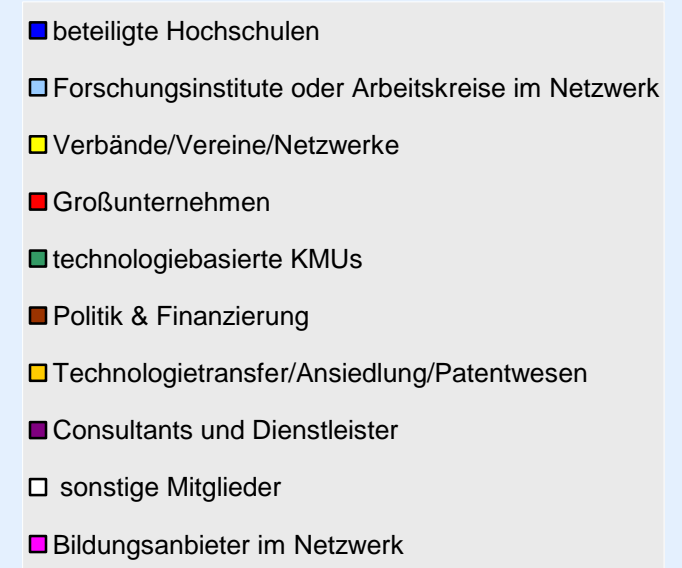 beteiligte Hochschulen
Forschungsinstitute oder Arbeitskreise im Netzwerk
Verbände/Vereine/Netzwerke
Großunternehmen
technologiebasierte KMUs
Politik & Finanzierung
Technologietransfer/Ansiedlung/Patentwesen
Consultants und Dienstleister
sonstige Mitglieder
Bildungsanbieter im Netzwerk